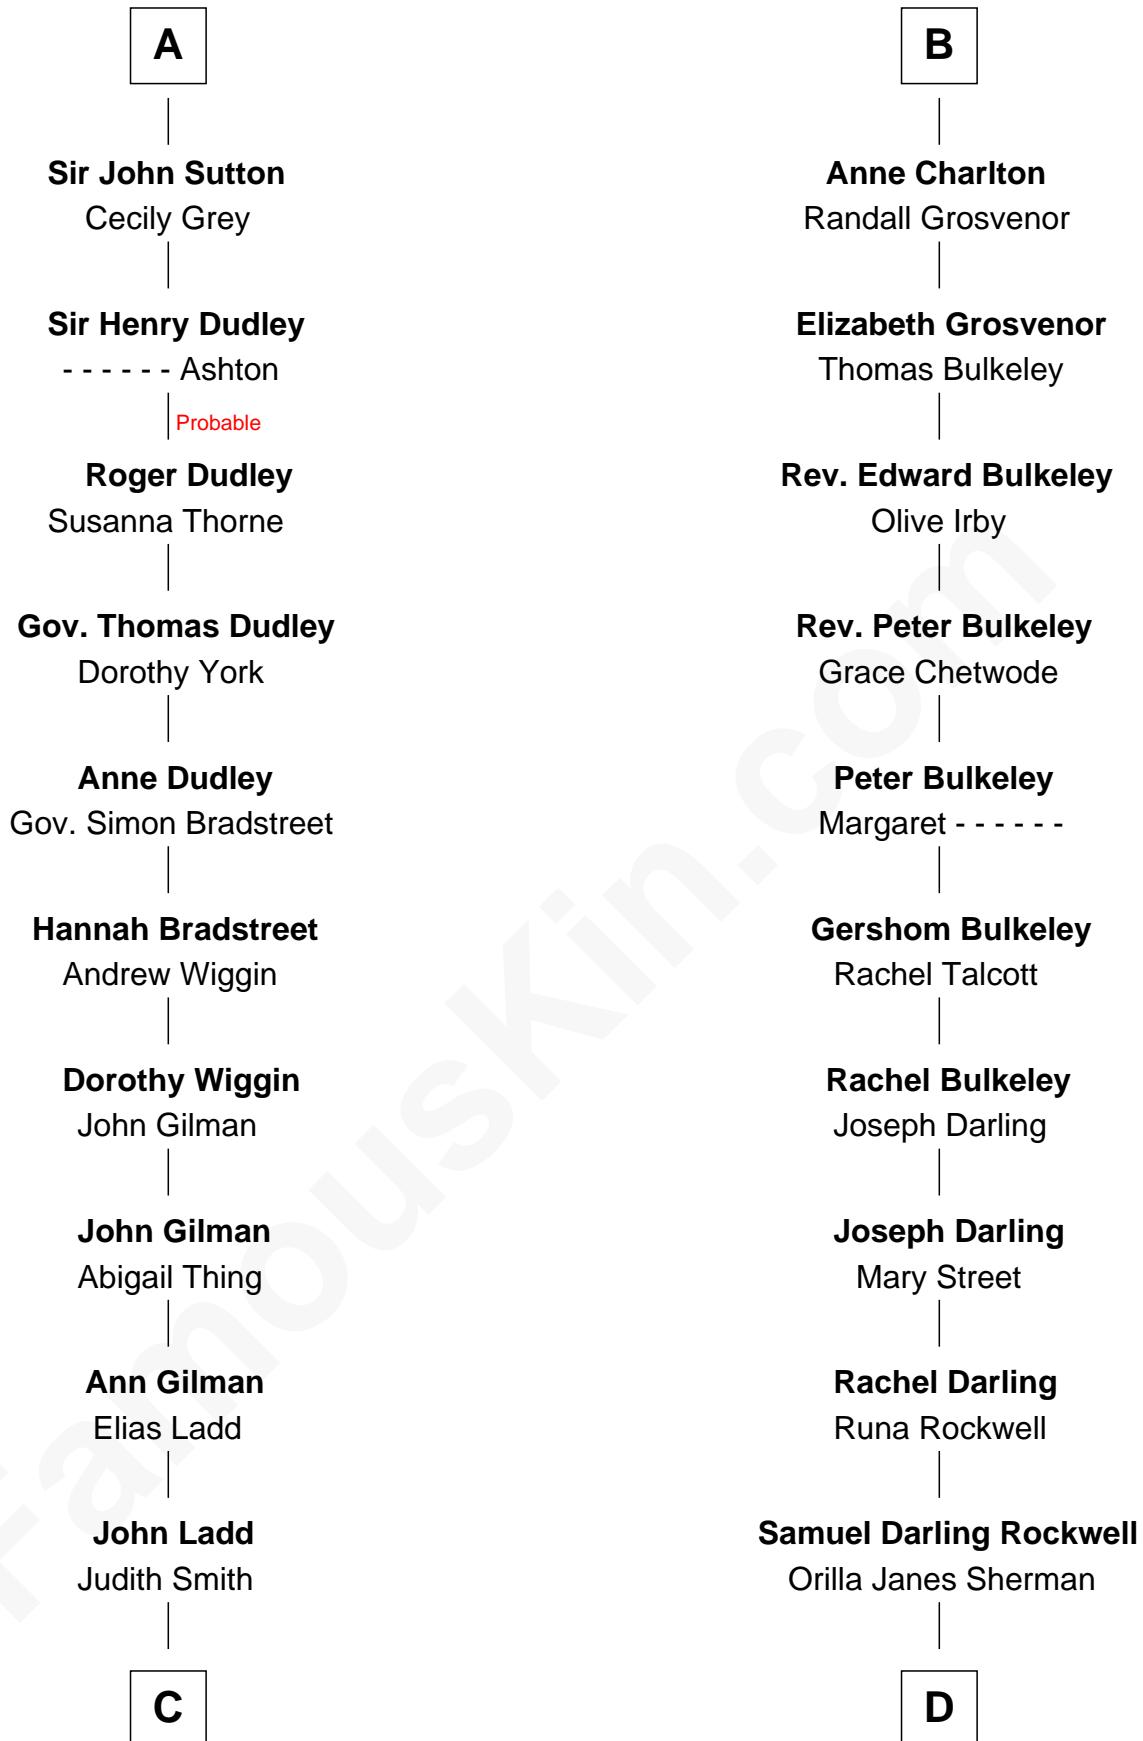 A
Sir John Sutton
Cecily Grey
Sir Henry Dudley
- - - - - - Ashton
Probable
Roger Dudley
Susanna Thorne
Gov. Thomas Dudley
Dorothy York
Anne Dudley
Gov. Simon Bradstreet
Hannah Bradstreet
Andrew Wiggin
Dorothy Wiggin
John Gilman
John Gilman
Abigail Thing
Ann Gilman
Elias Ladd
John Ladd
Judith Smith
C
B
Anne Charlton
Randall Grosvenor
Elizabeth Grosvenor
Thomas Bulkeley
Rev. Edward Bulkeley
Olive Irby
Rev. Peter Bulkeley
Grace Chetwode
Peter Bulkeley
Margaret - - - - - -
Gershom Bulkeley
Rachel Talcott
Rachel Bulkeley
Joseph Darling
Joseph Darling
Mary Street
Rachel Darling
Runa Rockwell
Samuel Darling Rockwell
Orilla Janes Sherman
D
FamousKin.com